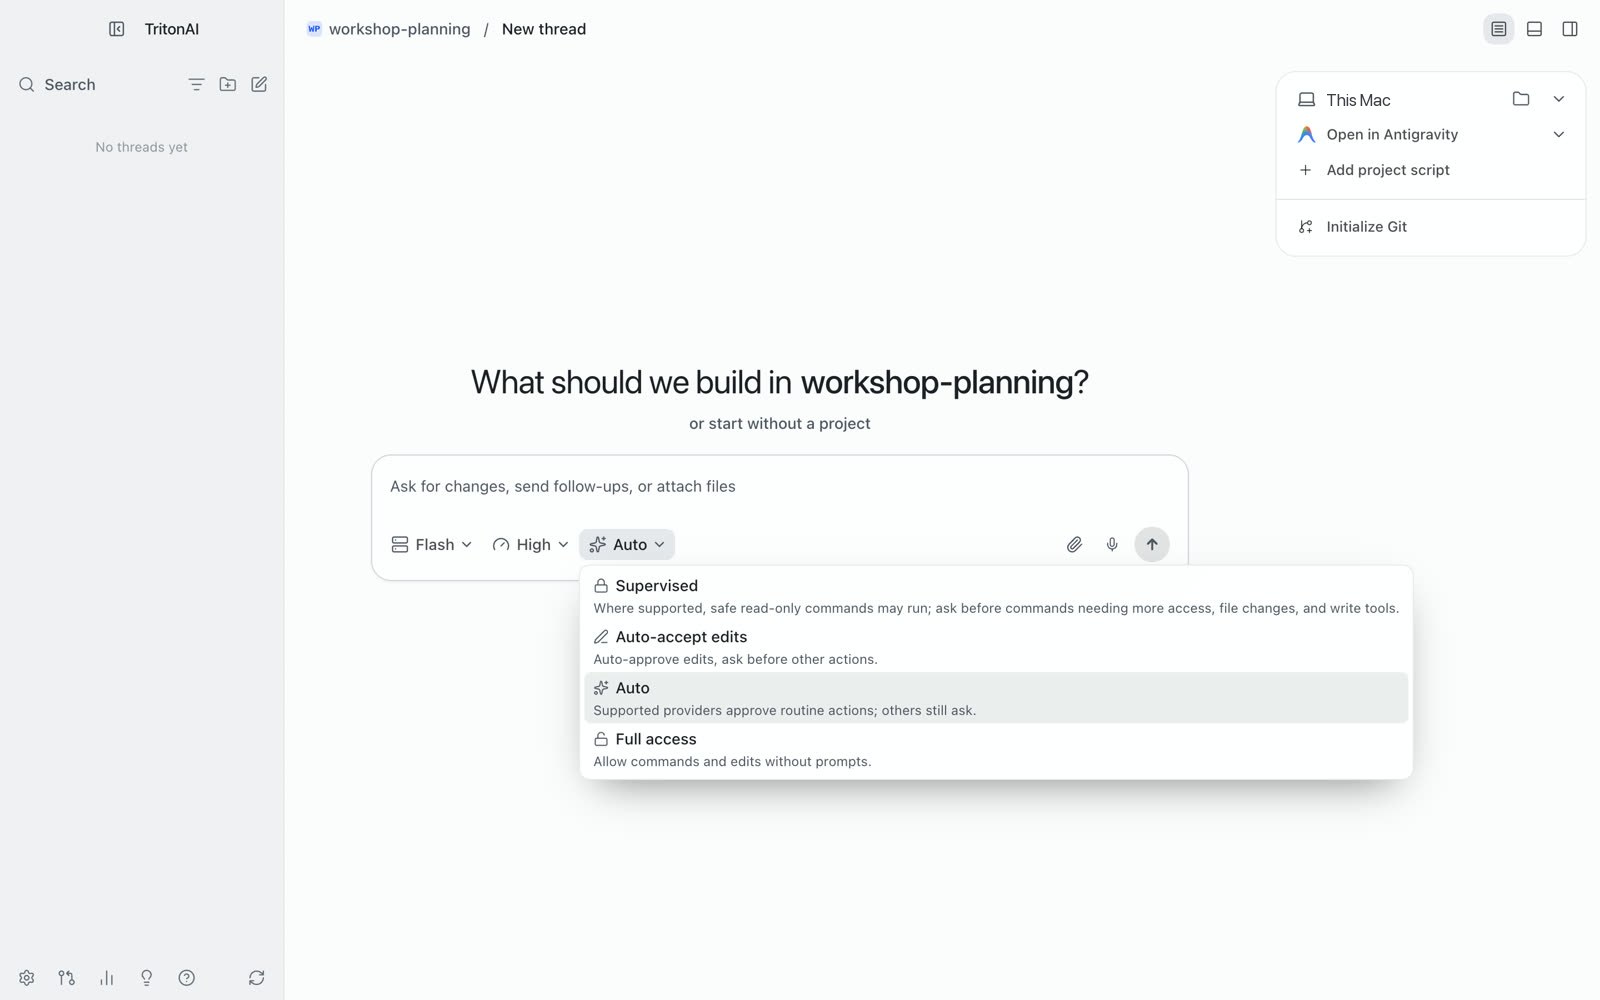 TritonAI
Search
No threads yet
WP workshop-planning / New thread
This Mac
Open in Antigravity
Add project script
Initialize Git
What should we build in workshop-planning?
or start without a project
Ask for changes, send follow-ups, or attach files
Flash High Auto
Supervised
Where supported, safe read-only commands may run; ask before commands needing more access, file changes, and write tools.
Auto-accept edits
Auto-approve edits, ask before other actions.
Auto
Supported providers approve routine actions; others still ask.
Full access
Allow commands and edits without prompts.